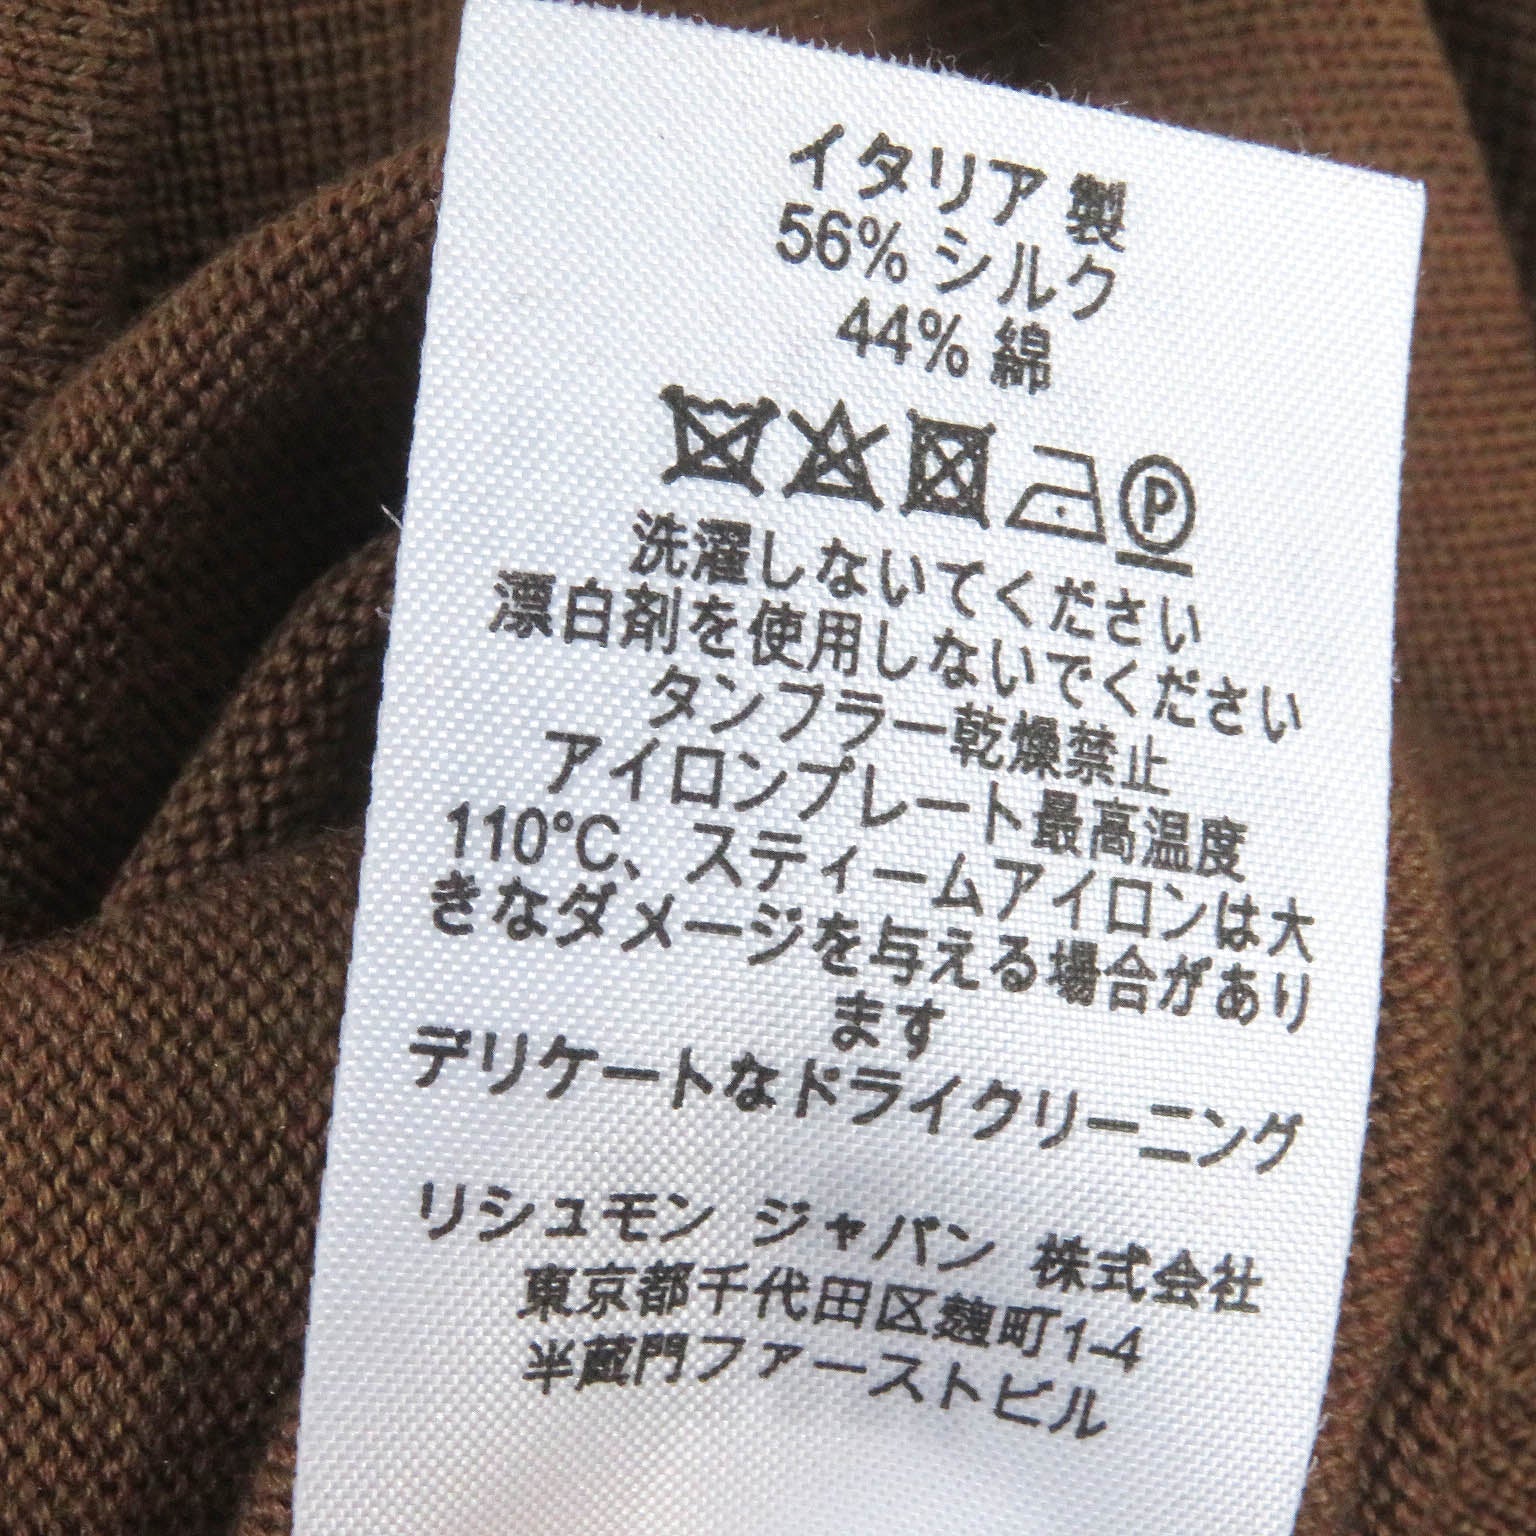 イタリア 製
56% シルク
44% 綿
P
洗濯しないてください
漂白剤を使用しないでください
タンブラー乾燥禁止
アイロンプレート最高温度
110°C、スティームアイロンは大
きなダメージを与える場合があり
ます
デリケートなドライクリーニング
リシュモン ジャパン 株式会社
東京都千代田区麹町1-4
半蔵門ファーストビル